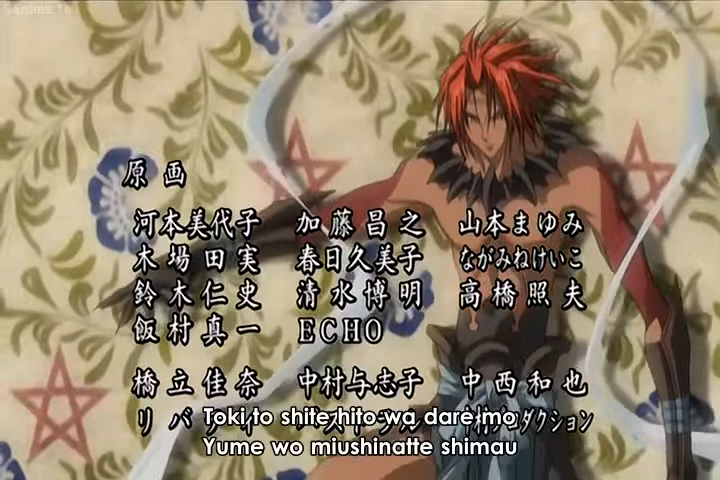 原画
河本美代子 加藤昌之 山本まゆみ
木場田実 春日久美子 ながみねけいこ
鈴木仁史 清水博明 高橋照夫
飯村真一 ECHO
橋立佳奈 中村与志子 中西和也
Toki to shite hito wa dare mo
Yume wo miushinatte shimau